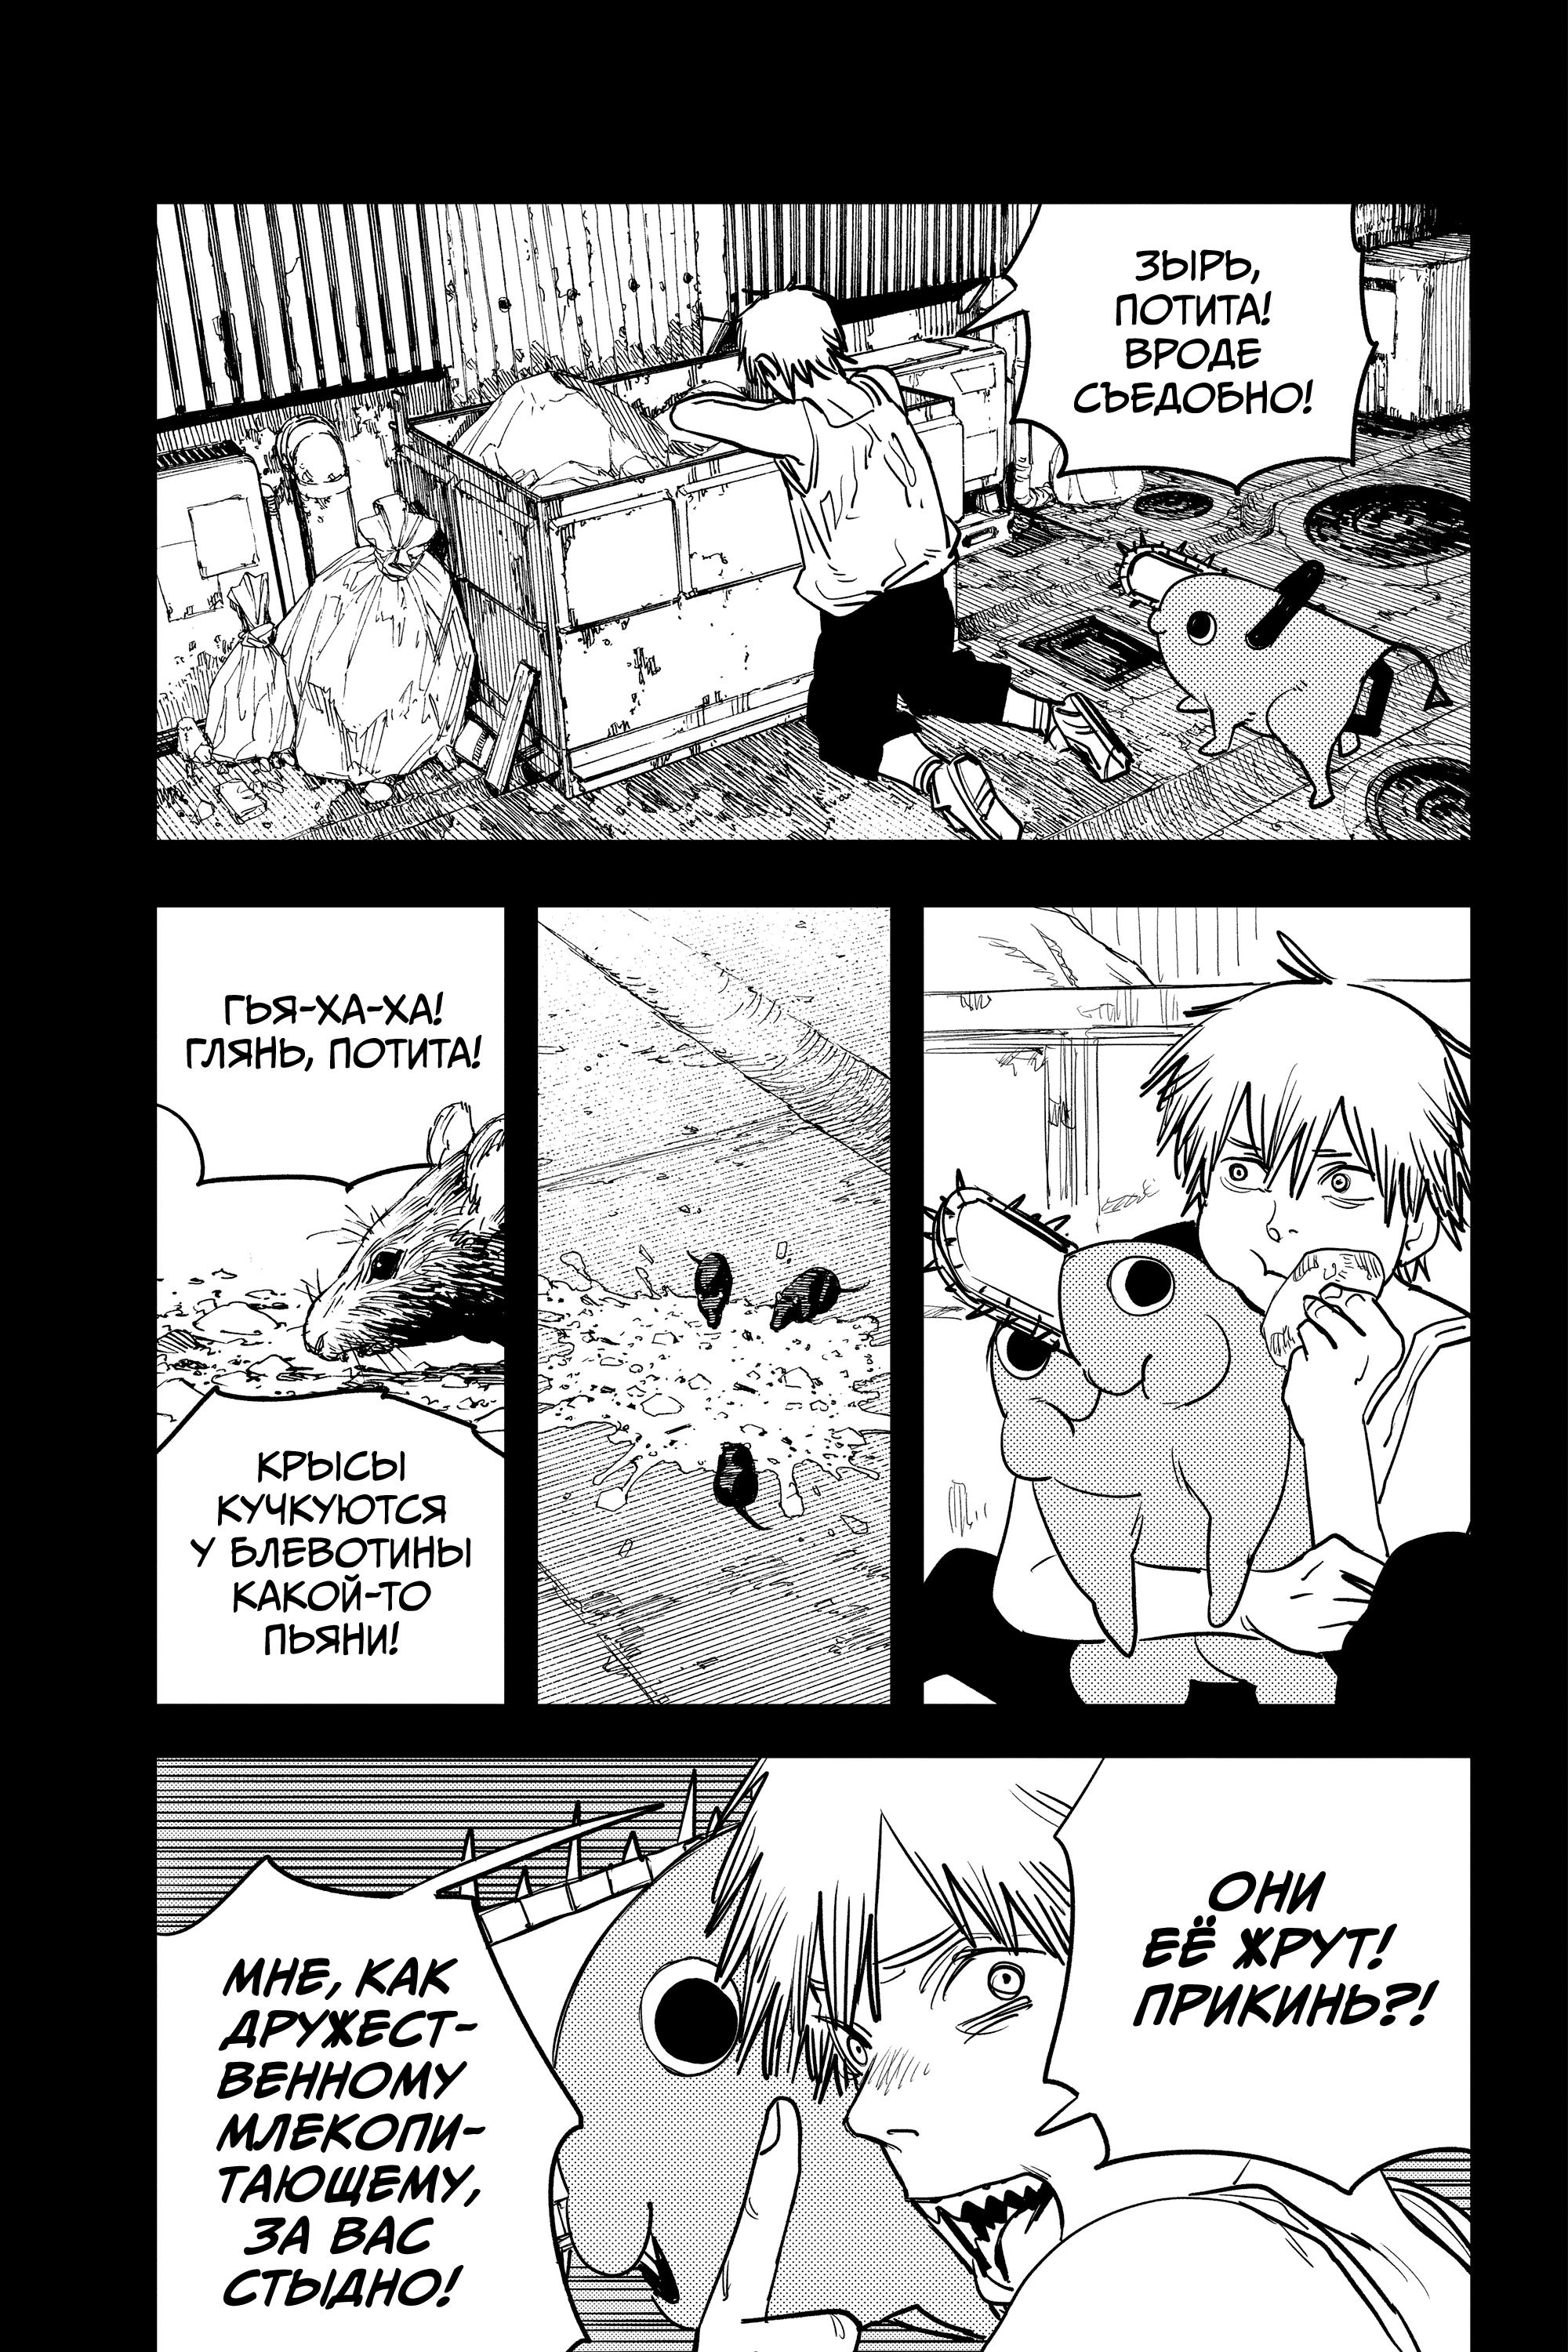 ЗЫРЬ,
ПОТИТА!
ВРОДЕ
СЪЕДОБНО!
ГЬЯ-ХА-ХА!
ГЛЯНЬ, ПОТИТА!
КРЫСЫ
КУЧКУЮТСЯ
У БЛЕВОТИНЫ
КАКОЙ-ТО
ПЬЯНИ!
ОНИ
ЕЁ ЖРУТ!
ПРИКИНЬ?!
МНЕ, КАК
ДРУЖЕСТ-
ВЕННОМУ
МЛЕКОПИ-
ТАЮЩЕМУ,
ЗА ВАС
СТЫДНО!